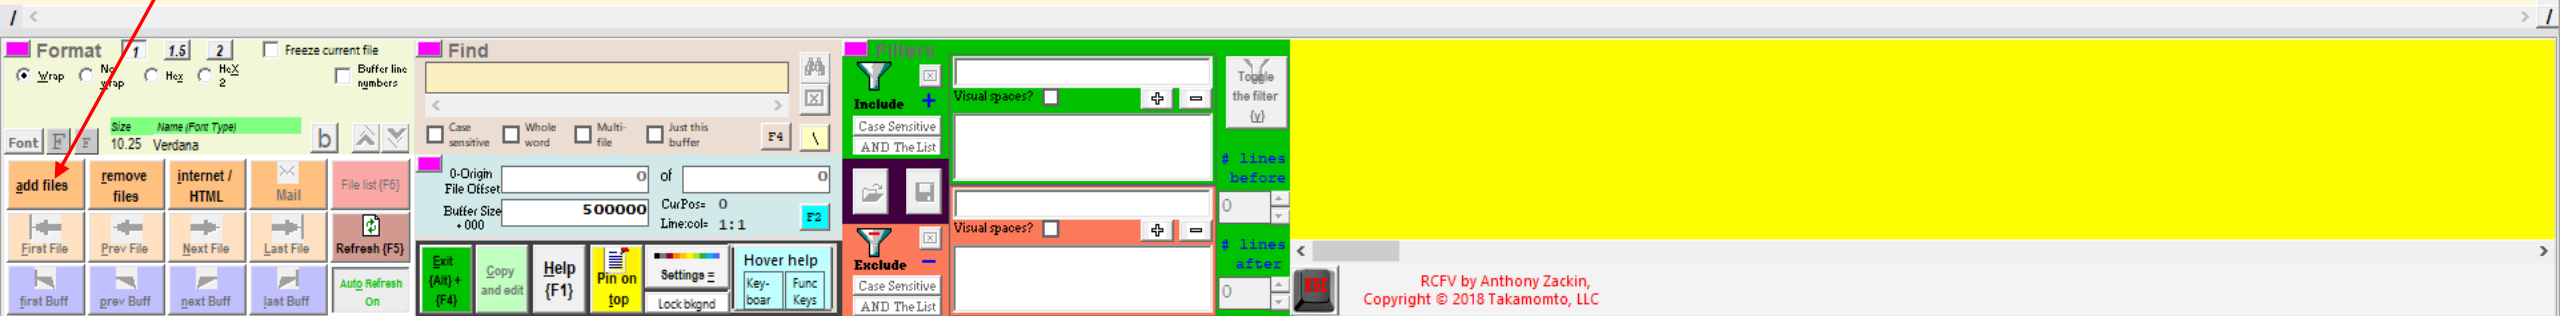 / < > /
Format 1 1.5 2 Freeze current file
Wrap No wrap Hex HeX 2 Buffer line numbers
Size Name (Font Type)
Font F F 10.25 Verdana b
add files remove files internet / HTML Mail File list {F6}
First File Prev File Next File Last File Refresh {F5}
first Buff prev Buff next Buff last Buff Auto Refresh On
Find
Case sensitive Whole word Multi-file Just this buffer F4 \
0-Origin File Offset 0 of 0
Buffer Size *000 500000 CurPos= 0
Line:col= 1:1 F2
Exit {Alt} + {F4} Copy and edit Help {F1} Pin on top Settings = Lock bkgnd
Hover help
Key-boar Func Keys
Filters
Include +
Visual spaces? + -
Case Sensitive
AND The List
Toggle the filter {y}
# lines before
0
Exclude -
Visual spaces? + -
Case Sensitive
AND The List
# lines after
0
ESC
RCFV by Anthony Zackin,
Copyright © 2018 Takamomto, LLC